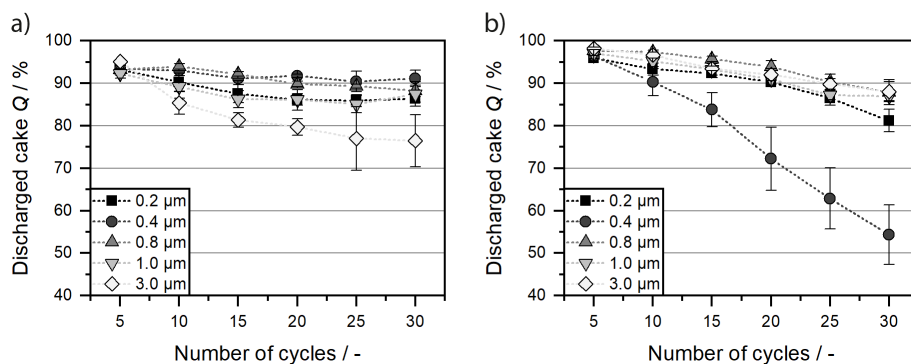 a)
Discharged cake Q / %
100
90
80
70
60
50
40
0.2 µm
0.4 µm
0.8 µm
1.0 µm
3.0 µm
5 10 15 20 25 30
Number of cycles / -
b)
Discharged cake Q / %
100
90
80
70
60
50
40
0.2 µm
0.4 µm
0.8 µm
1.0 µm
3.0 µm
5 10 15 20 25 30
Number of cycles / -